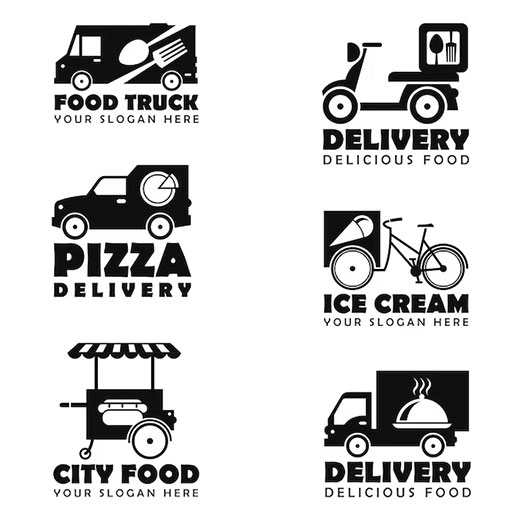 FOOD TRUCK
YOUR SLOGAN HERE
DELIVERY
DELICIOUS FOOD
PIZZA
DELIVERY
ICE CREAM
YOUR SLOGAN HERE
CITY FOOD
YOUR SLOGAN HERE
DELIVERY
DELICIOUS FOOD